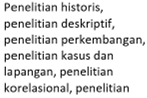 Penelitian historis,
penelitian deskriptif,
penelitian perkembangan,
penelitian kasus dan
lapangan, penelitian
korelasional, penelitian